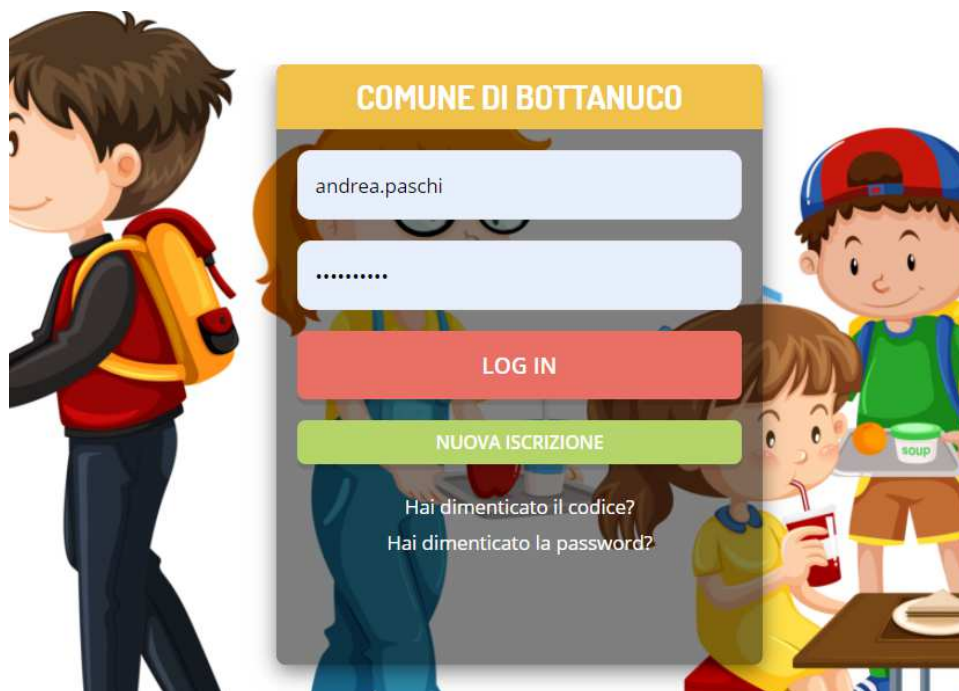 COMUNE DI BOTTANUCO
andrea.paschi
••••••••••
LOG IN
NUOVA ISCRIZIONE
soup
Hai dimenticato il codice?
Hai dimenticato la password?